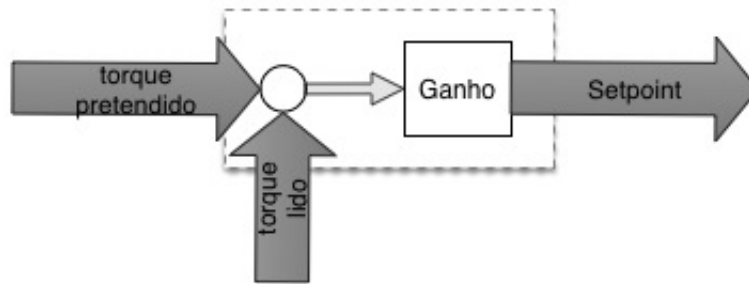 torque
pretendido
Ganho
Setpoint
torque
lido